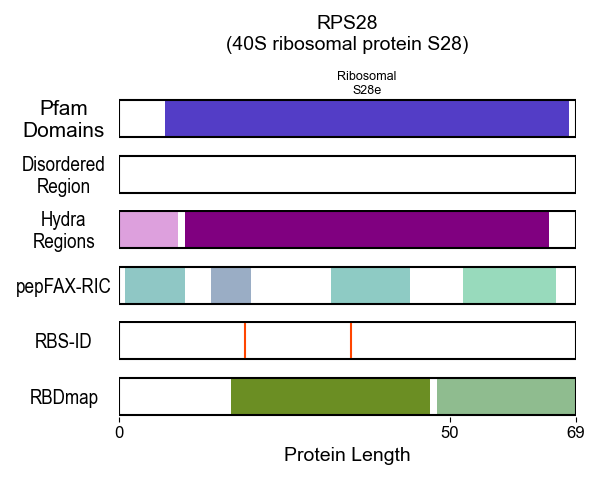 RPS28
(40S ribosomal protein S28)
Ribosomal
S28e
Pfam
Domains
Disordered
Region
Hydra
Regions
pepFAX-RIC
RBS-ID
RBDmap
0
50
69
Protein Length